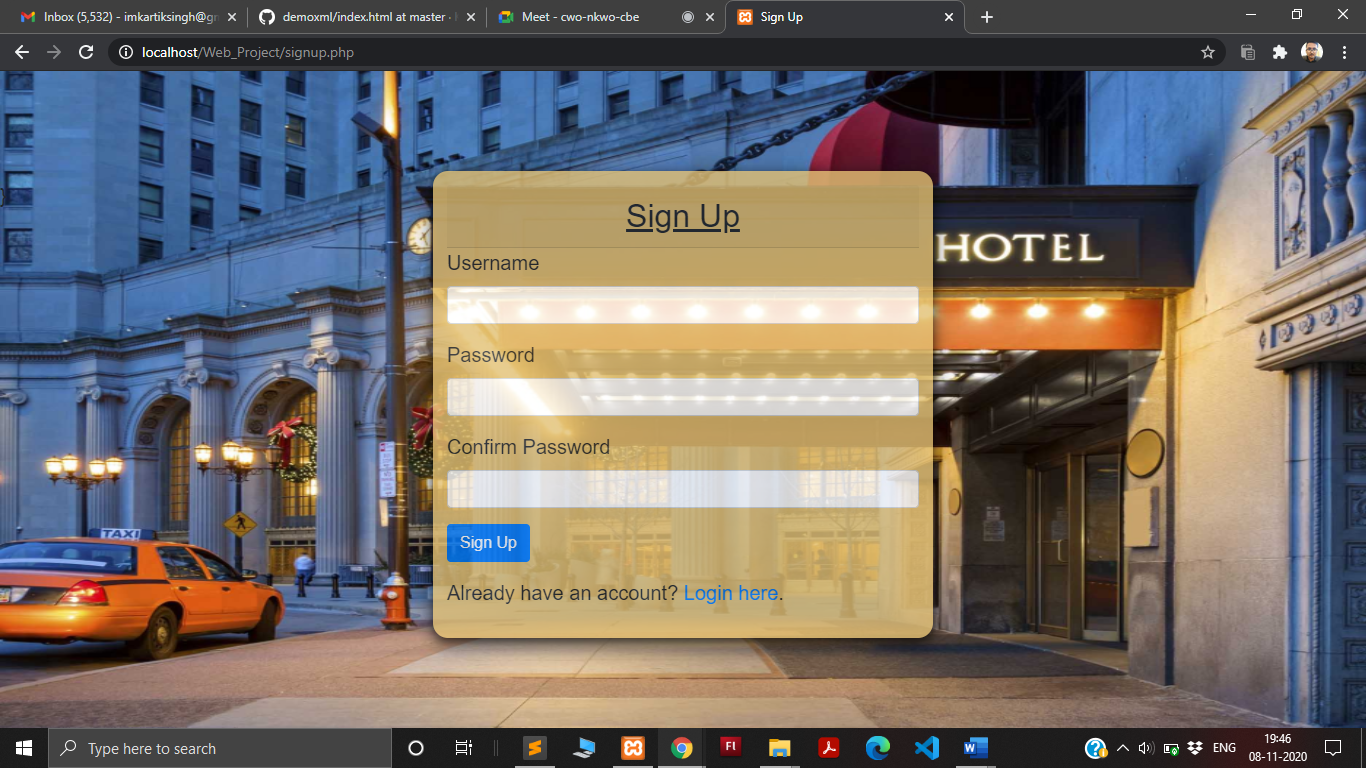 Inbox (5,532) - imkartiksingh@gm
demoxml/index.html at master ·
Meet - cwo-nkwo-cbe
Sign Up
localhost/Web_Project/signup.php
HOTEL
Sign Up
Username
Password
Confirm Password
Sign Up
Already have an account? Login here.
TAXI
Type here to search
Fl
W
ENG
19:46
08-11-2020